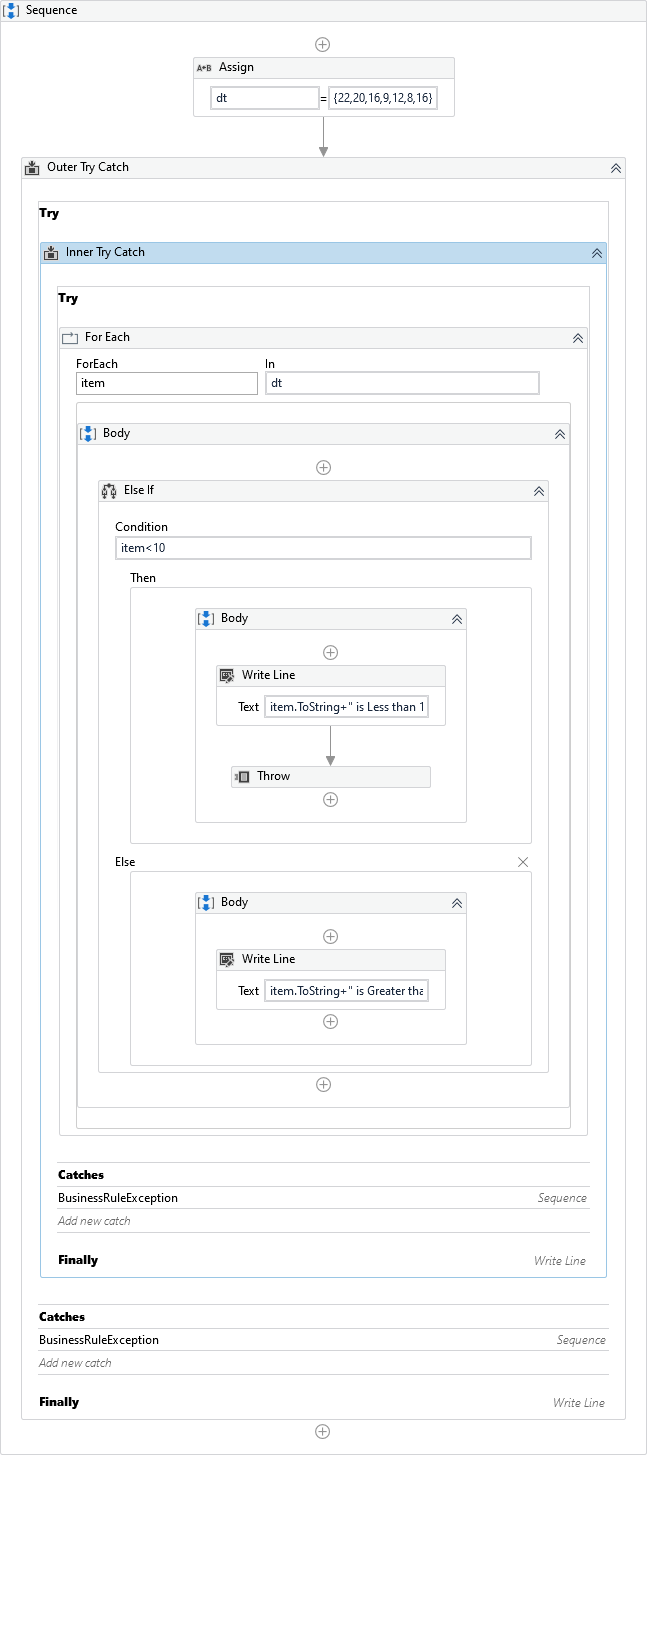 Sequence
A+B Assign
dt = {22,20,16,9,12,8,16}
Outer Try Catch
Try
Inner Try Catch
Try
For Each
ForEach In
item dt
Body
Else If
Condition
item<10
Then
Body
Write Line
Text item.ToString+" is Less than 1
Throw
Else
Body
Write Line
Text item.ToString+" is Greater tha
Catches
BusinessRuleException Sequence
Add new catch
Finally Write Line
Catches
BusinessRuleException Sequence
Add new catch
Finally Write Line